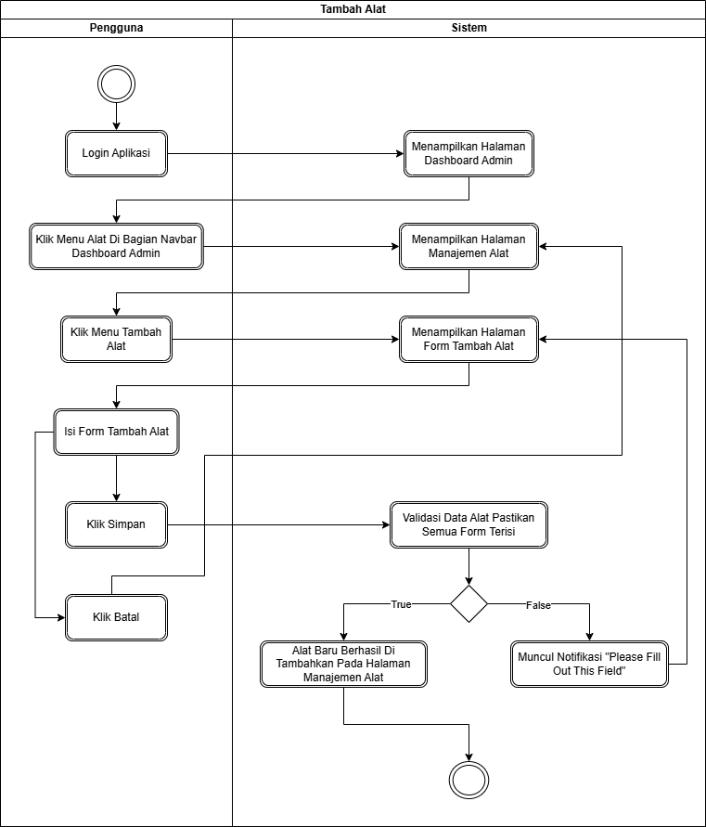 Tambah Alat
Pengguna
Sistem
Login Aplikasi
Menampilkan Halaman
Dashboard Admin
Klik Menu Alat Di Bagian Navbar
Dashboard Admin
Menampilkan Halaman
Manajemen Alat
Klik Menu Tambah
Alat
Menampilkan Halaman
Form Tambah Alat
Isi Form Tambah Alat
Klik Simpan
Validasi Data Alat Pastikan
Semua Form Terisi
True
False
Klik Batal
Alat Baru Berhasil Di
Tambahkan Pada Halaman
Manajemen Alat
Muncul Notifikasi "Please Fill
Out This Field"